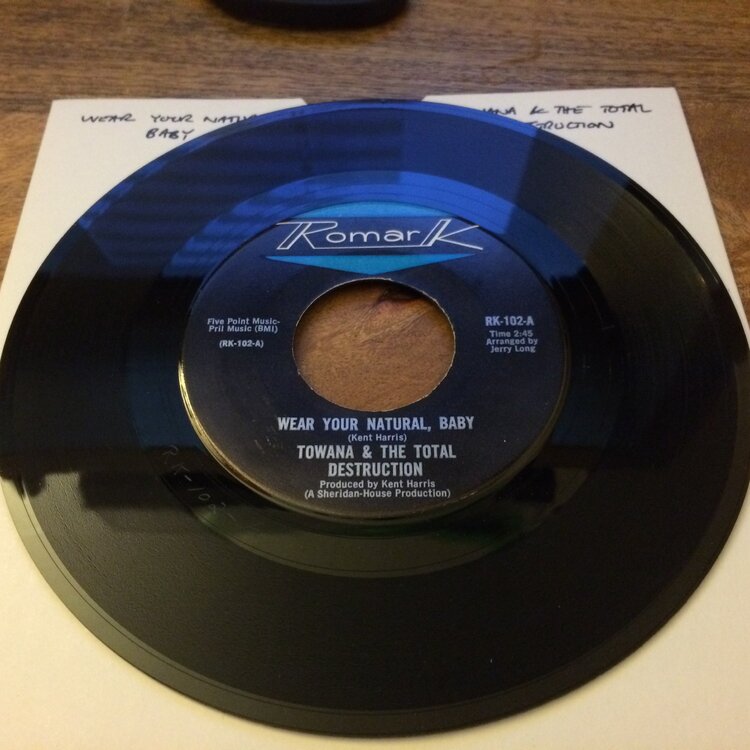 WEAR YOUR
BABY
& THE TOTAL
Romark
Five Point Music-
Pril Music (BMI)
(RK-102-A)
RK-102-A
Time 2:45
Arranged by
Jerry Long
WEAR YOUR NATURAL, BABY
(Kent Harris)
TOWANA & THE TOTAL
DESTRUCTION
Produced by Kent Harris
(A Sheridan-House Production)